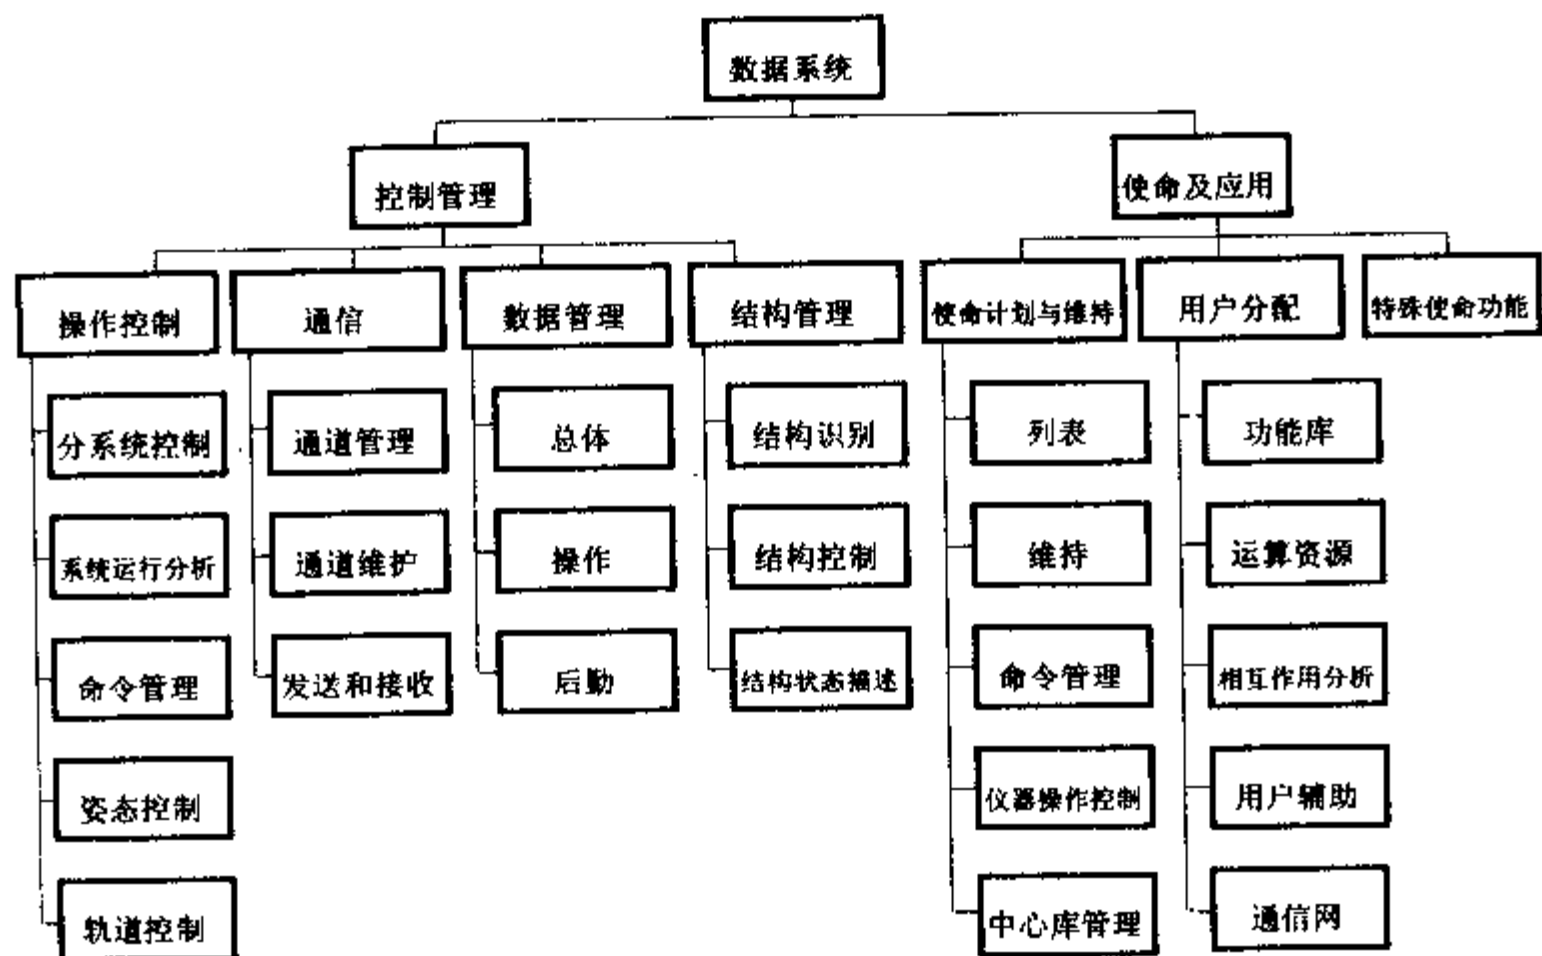 数据系统
控制管理
使命及应用
操作控制
通信
数据管理
结构管理
使命计划与维持
用户分配
特殊使命功能
分系统控制
通道管理
总体
结构识别
列表
功能库
系统运行分析
通道维护
操作
结构控制
维持
运算资源
命令管理
发送和接收
后勤
结构状态描述
命令管理
相互作用分析
姿态控制
仪器操作控制
用户辅助
轨道控制
中心库管理
通信网